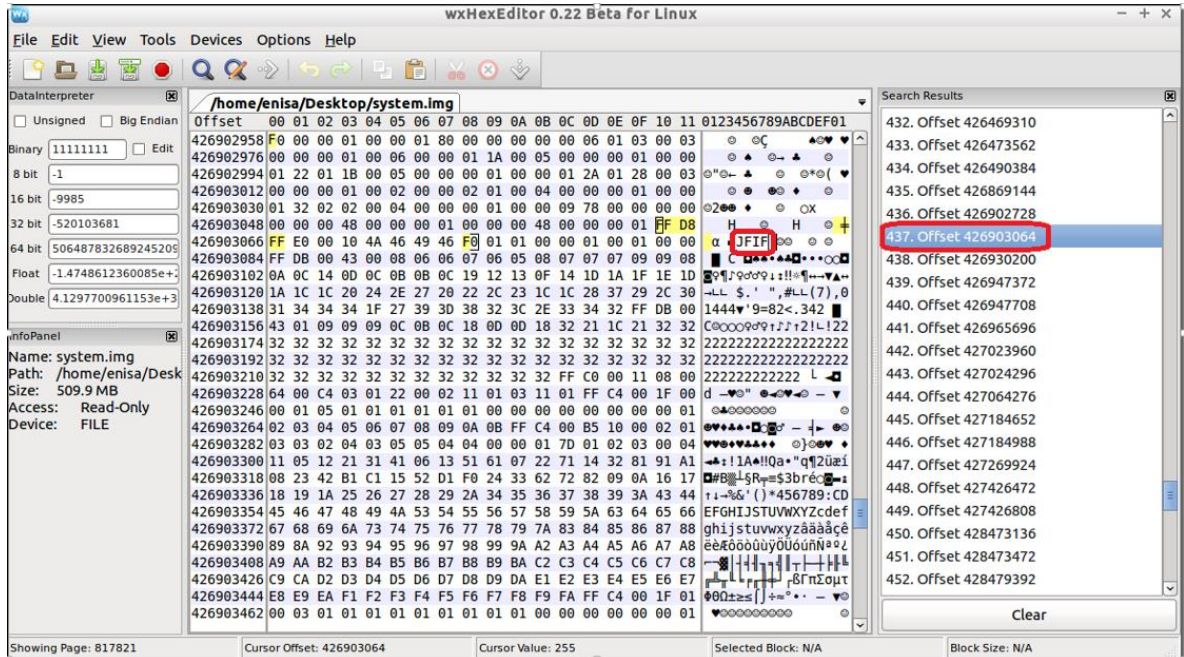 wxHexEditor 0.22 Beta for Linux
File Edit View Tools Devices Options Help
DataInterpreter
Unsigned Big Endian
Binary 11111111 Edit
8 bit -1
16 bit -9985
32 bit -520103681
64 bit 506487832689245209
Float -1.4748612360085e+2
Double 4.1297700961153e+3
InfoPanel
Name: system.img
Path: /home/enisa/Desk
Size: 509.9 MB
Access: Read-Only
Device: FILE
/home/enisa/Desktop/system.img
Offset 00 01 02 03 04 05 06 07 08 09 0A 0B 0C 0D 0E 0F 10 11 0123456789ABCDEF01
426902958 F0 00 00 01 00 00 01 80 00 00 00 00 00 06 01 03 00 03
426902976 00 00 00 01 00 06 00 00 01 1A 00 05 00 00 00 01 00 00
426902994 01 22 01 1B 00 05 00 00 00 01 00 00 01 2A 01 28 00 03
426903012 00 00 00 01 00 02 00 00 02 01 00 04 00 00 00 01 00 00
426903030 01 32 02 02 00 04 00 00 00 01 00 00 09 78 00 00 00 00
426903048 00 00 00 48 00 00 00 01 00 00 00 48 00 00 00 01 FF D8
426903066 FF E0 00 10 4A 46 49 46 F0 01 01 00 00 01 00 01 00 00 JFIF
426903084 FF DB 00 43 00 08 06 06 07 06 05 08 07 07 07 09 09 08
426903102 0A 0C 14 0D 0C 0B 0B 0C 19 12 13 0F 14 1D 1A 1F 1E 1D
426903120 1A 1C 1C 20 24 2E 27 20 22 2C 23 1C 1C 28 37 29 2C 30
426903138 31 34 34 34 1F 27 39 3D 38 32 3C 2E 33 34 32 FF DB 00
426903156 43 01 09 09 09 0C 0B 0C 18 0D 0D 18 32 21 1C 21 32 32
426903174 32 32 32 32 32 32 32 32 32 32 32 32 32 32 32 32 32 32 222222222222222222
426903192 32 32 32 32 32 32 32 32 32 32 32 32 32 32 32 32 32 32 222222222222222222
426903210 32 32 32 32 32 32 32 32 32 32 32 32 FF C0 00 11 08 00
426903228 64 00 C4 03 01 22 00 02 11 01 03 11 01 FF C4 00 1F 00
426903246 00 01 05 01 01 01 01 01 01 00 00 00 00 00 00 00 00 01
426903264 02 03 04 05 06 07 08 09 0A 0B FF C4 00 B5 10 00 02 01
426903282 03 03 02 04 03 05 05 04 04 00 00 01 7D 01 02 03 00 04
426903300 11 05 12 21 31 41 06 13 51 61 07 22 71 14 32 81 91 A1
426903318 08 23 42 B1 C1 15 52 D1 F0 24 33 62 72 82 09 0A 16 17
426903336 18 19 1A 25 26 27 28 29 2A 34 35 36 37 38 39 3A 43 44
426903354 45 46 47 48 49 4A 53 54 55 56 57 58 59 5A 63 64 65 66 EFGHIJSTUVWXYZcdef
426903372 67 68 69 6A 73 74 75 76 77 78 79 7A 83 84 85 86 87 88 ghijstuvwxyzâäàåçê
426903390 89 8A 92 93 94 95 96 97 98 99 9A A2 A3 A4 A5 A6 A7 A8
426903408 A9 AA B2 B3 B4 B5 B6 B7 B8 B9 BA C2 C3 C4 C5 C6 C7 C8
426903426 C9 CA D2 D3 D4 D5 D6 D7 D8 D9 DA E1 E2 E3 E4 E5 E6 E7
426903444 E8 E9 EA F1 F2 F3 F4 F5 F6 F7 F8 F9 FA FF C4 00 1F 01
426903462 00 03 01 01 01 01 01 01 01 01 01 00 00 00 00 00 00 01
Search Results
432. Offset 426469310
433. Offset 426473562
434. Offset 426490384
435. Offset 426869144
436. Offset 426902728
437. Offset 426903064
438. Offset 426930200
439. Offset 426947372
440. Offset 426947708
441. Offset 426965696
442. Offset 427023960
443. Offset 427024296
444. Offset 427064276
445. Offset 427184652
446. Offset 427184988
447. Offset 427269924
448. Offset 427426472
449. Offset 427426808
450. Offset 428473136
451. Offset 428473472
452. Offset 428479392
Clear
Showing Page: 817821 Cursor Offset: 426903064 Cursor Value: 255 Selected Block: N/A Block Size: N/A